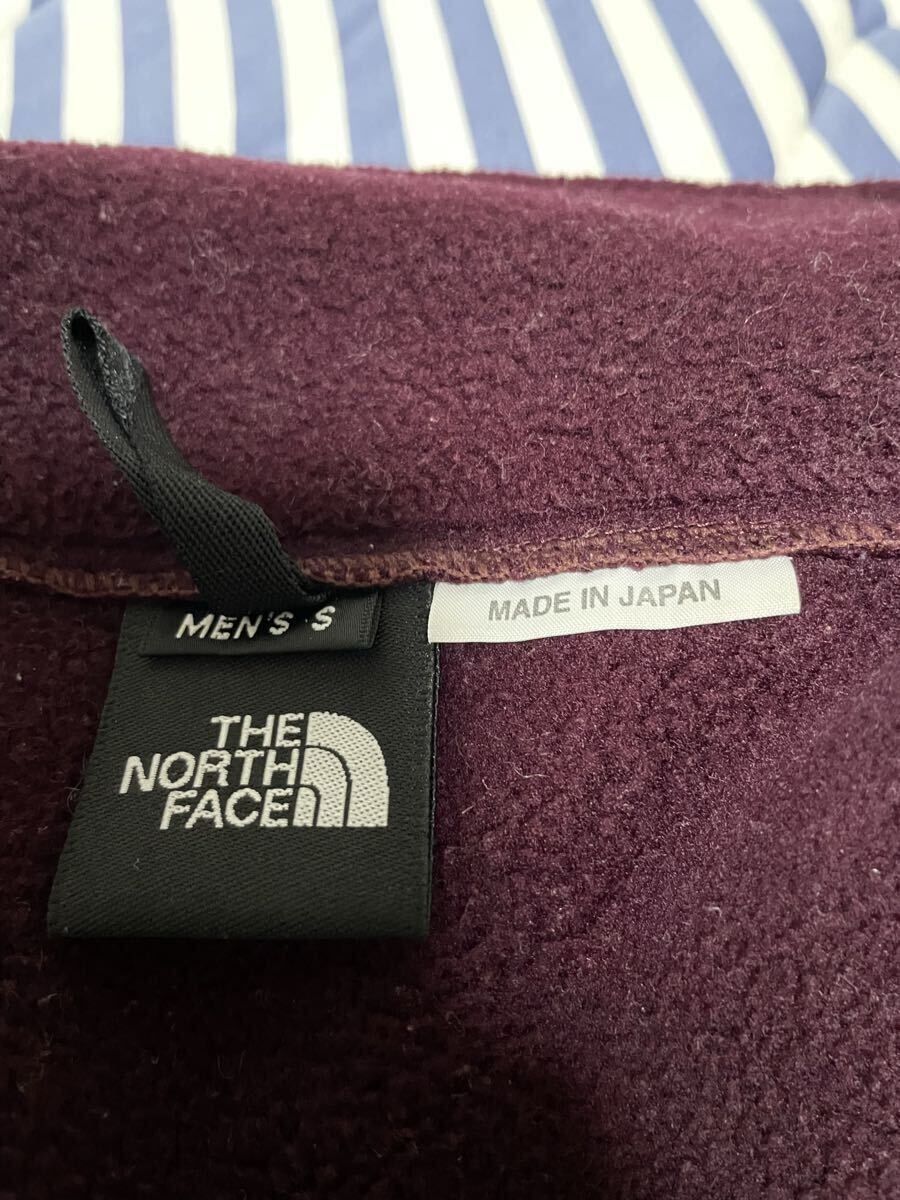 MEN'S S
MADE IN JAPAN
THE
NORTH
FACE